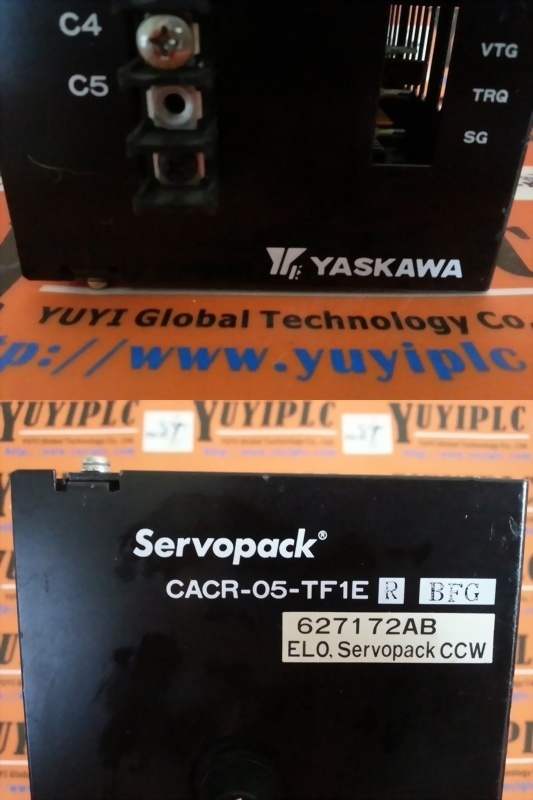 C4
C5
VTG
TRQ
SG
YASKAWA
YUYI Global Technology Co.,
p://www.yuyiplc
YUYIPLC YUYIPLC YUYIPLC
Servopack®
CACR-05-TF1E R BFG
627172AB
ELO, Servopack CCW